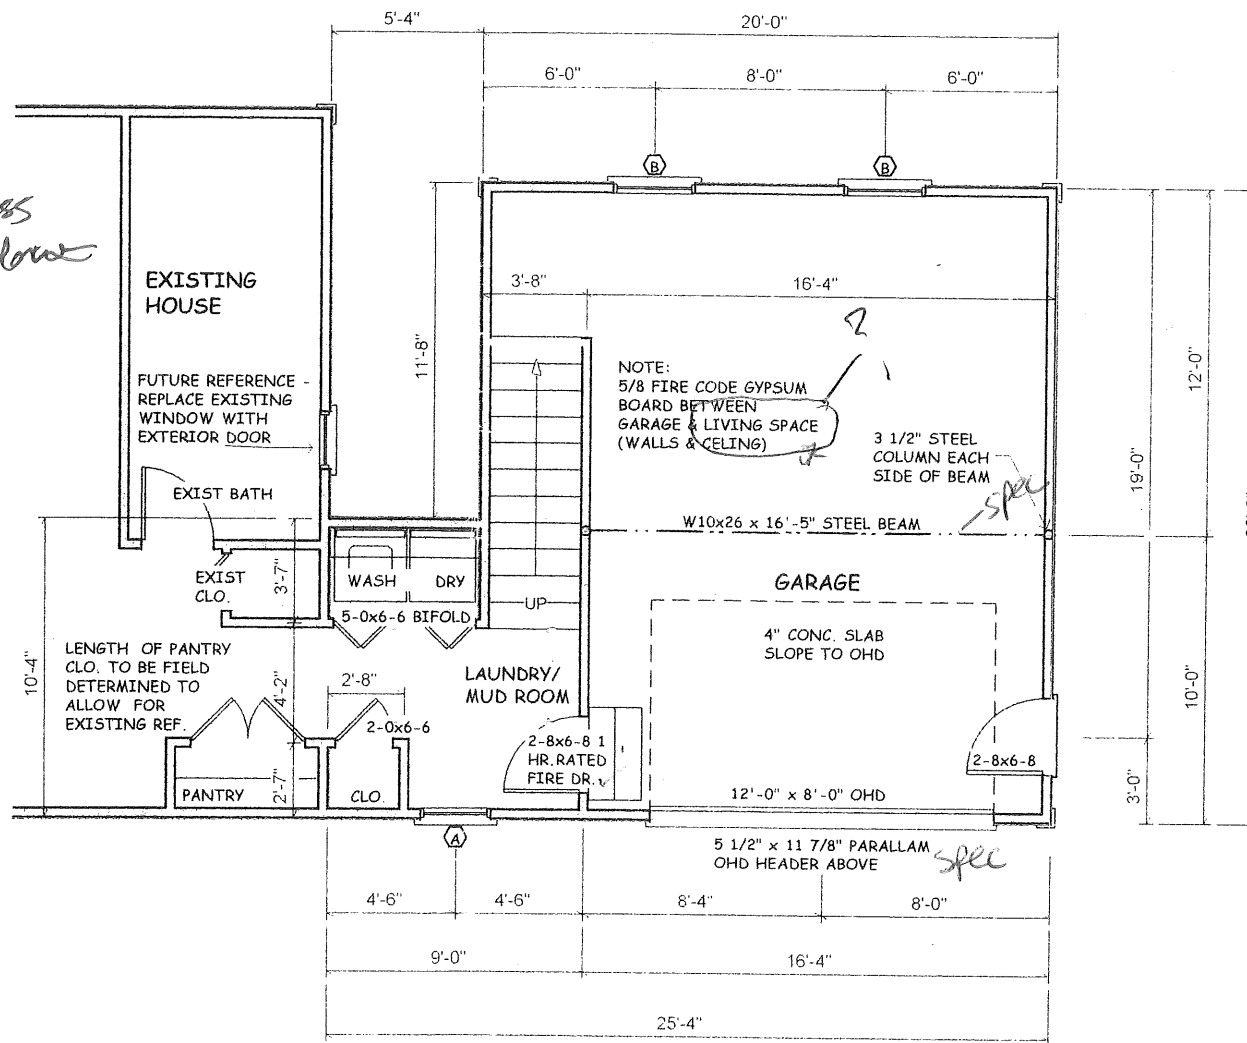 5'-4"
20'-0"
6'-0"
8'-0"
6'-0"
B
B
85
EXISTING
HOUSE
3'-8"
16'-4"
?
11'-8"
12'-0"
FUTURE REFERENCE -
REPLACE EXISTING
WINDOW WITH
EXTERIOR DOOR
NOTE:
5/8 FIRE CODE GYPSUM
BOARD BETWEEN
GARAGE & LIVING SPACE
(WALLS & CELING)
3 1/2" STEEL
COLUMN EACH
SIDE OF BEAM
spec
19'-0"
EXIST BATH
W10x26 x 16'-5" STEEL BEAM
EXIST
CLO.
3'-7"
WASH
DRY
5-0x6-6 BIFOLD
UP
GARAGE
4" CONC. SLAB
SLOPE TO OHD
LENGTH OF PANTRY
CLO. TO BE FIELD
DETERMINED TO
ALLOW FOR
EXISTING REF.
10'-4"
4'-2"
2'-8"
2-0x6-6
LAUNDRY/
MUD ROOM
10'-0"
2-8x6-8 1
HR.RATED
FIRE DR.
2-8x6-8
3'-0"
PANTRY
2'-7"
CLO.
12'-0" x 8'-0" OHD
A
5 1/2" x 11 7/8" PARALLAM
OHD HEADER ABOVE
spec
4'-6"
4'-6"
8'-4"
8'-0"
9'-0"
16'-4"
25'-4"